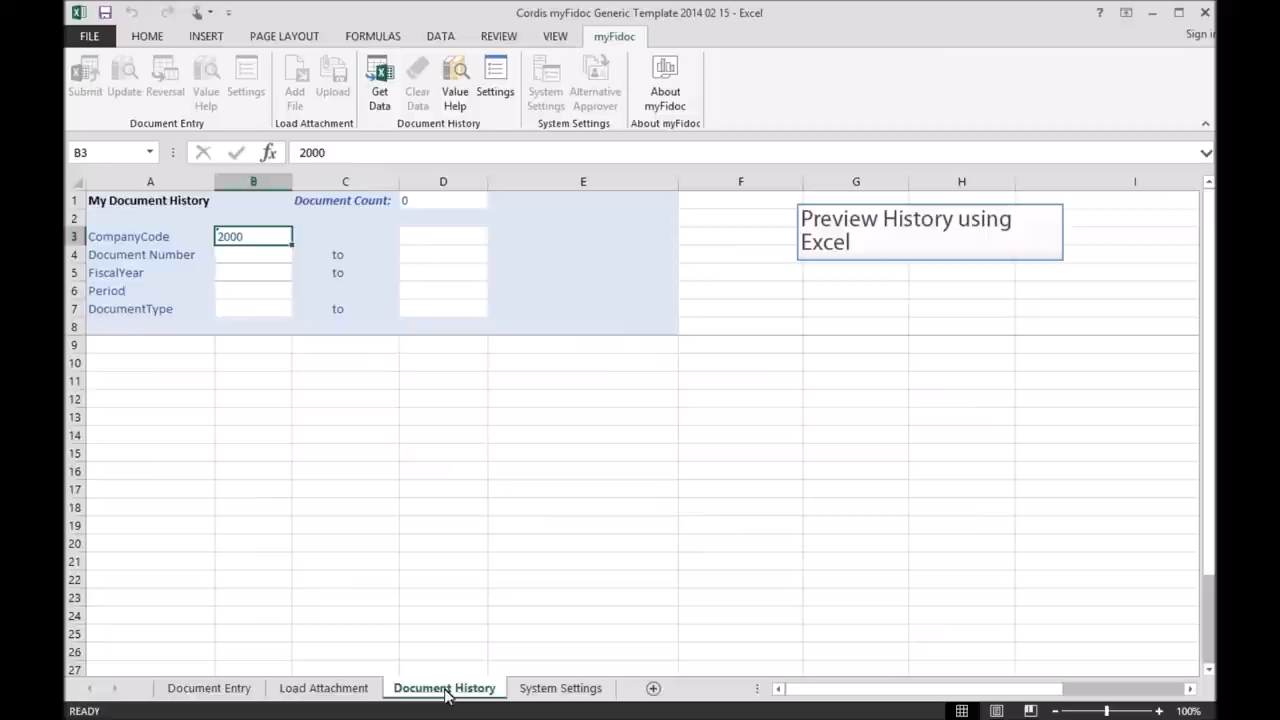 Cordis myFidoc Generic Template 2014 02 15 - Excel
?
Sign in
FILE HOME INSERT PAGE LAYOUT FORMULAS DATA REVIEW VIEW myFidoc
Submit Update Reversal Value Help Settings
Document Entry
Add File Upload
Load Attachment
Get Data Clear Data Value Help Settings
Document History
System Settings Alternative Approver
System Settings
About myFidoc
About myFidoc
B3 fx 2000
A B C D E F G H I
1 My Document History Document Count: 0
2
3 CompanyCode 2000
4 Document Number to
5 FiscalYear to
6 Period
7 DocumentType to
8
9
10
11
12
13
14
15
16
17
18
19
20
21
22
23
24
25
26
27
Preview History using
Excel
Document Entry Load Attachment Document History System Settings
READY 100%